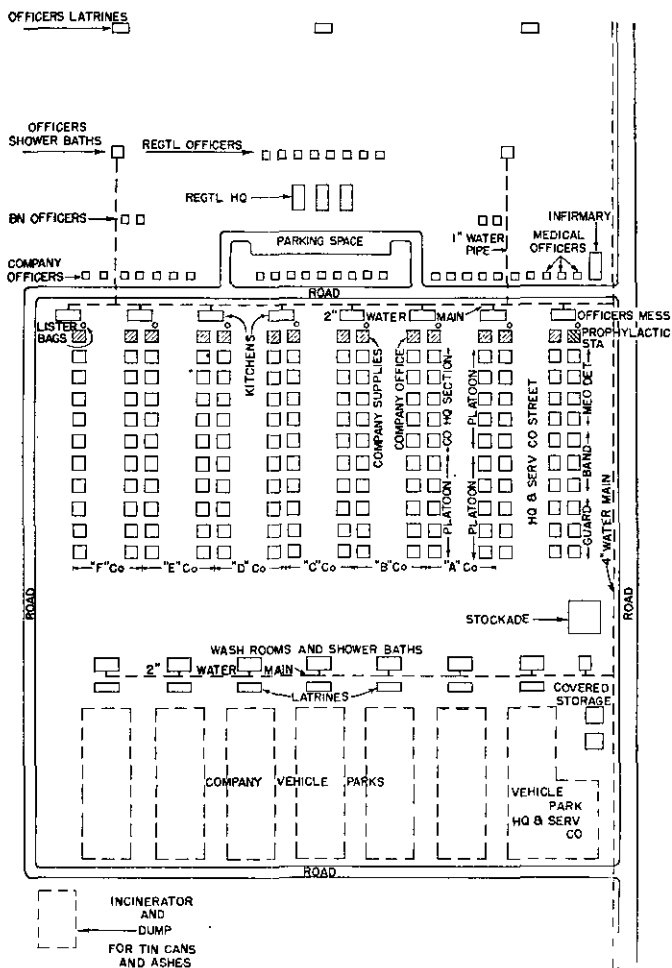 OFFICERS LATRINES
OFFICERS
SHOWER BATHS
REGTL OFFICERS
REGTL HQ
BN OFFICERS
1" WATER
PIPE
INFIRMARY
MEDICAL
OFFICERS
PARKING SPACE
COMPANY
OFFICERS
ROAD
2" WATER MAIN
OFFICERS MESS
LISTER
BAGS
KITCHENS
COMPANY SUPPLIES
COMPANY OFFICE
PROPHYLACTIC
STA
PLATOON
CO HQ SECTION
PLATOON
PLATOON
HQ & SERV CO STREET
MED DET
BAND
GUARD
4" WATER MAIN
"F" Co
"E" Co
"D" Co
"C" Co
"B" Co
"A" Co
ROAD
ROAD
STOCKADE
WASH ROOMS AND SHOWER BATHS
2" WATER MAIN
LATRINES
COVERED
STORAGE
COMPANY VEHICLE PARKS
VEHICLE
PARK
HQ & SERV
CO
ROAD
INCINERATOR
AND
DUMP
FOR TIN CANS
AND ASHES